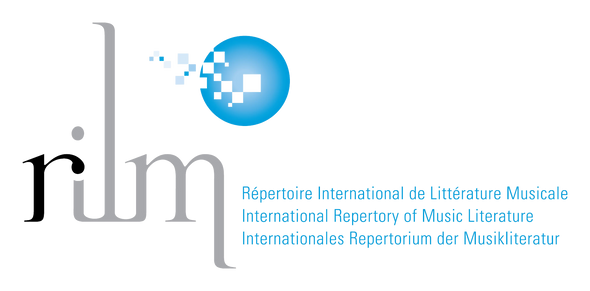 rilm
Répertoire International de Littérature Musicale
International Repertory of Music Literature
Internationales Repertorium der Musikliteratur